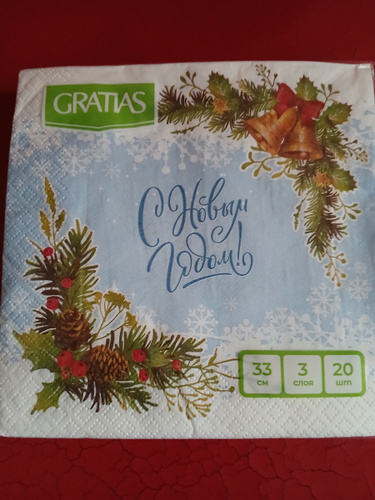 GRATIAS
С Новым
Годом!
33 3 20
см слоя шт